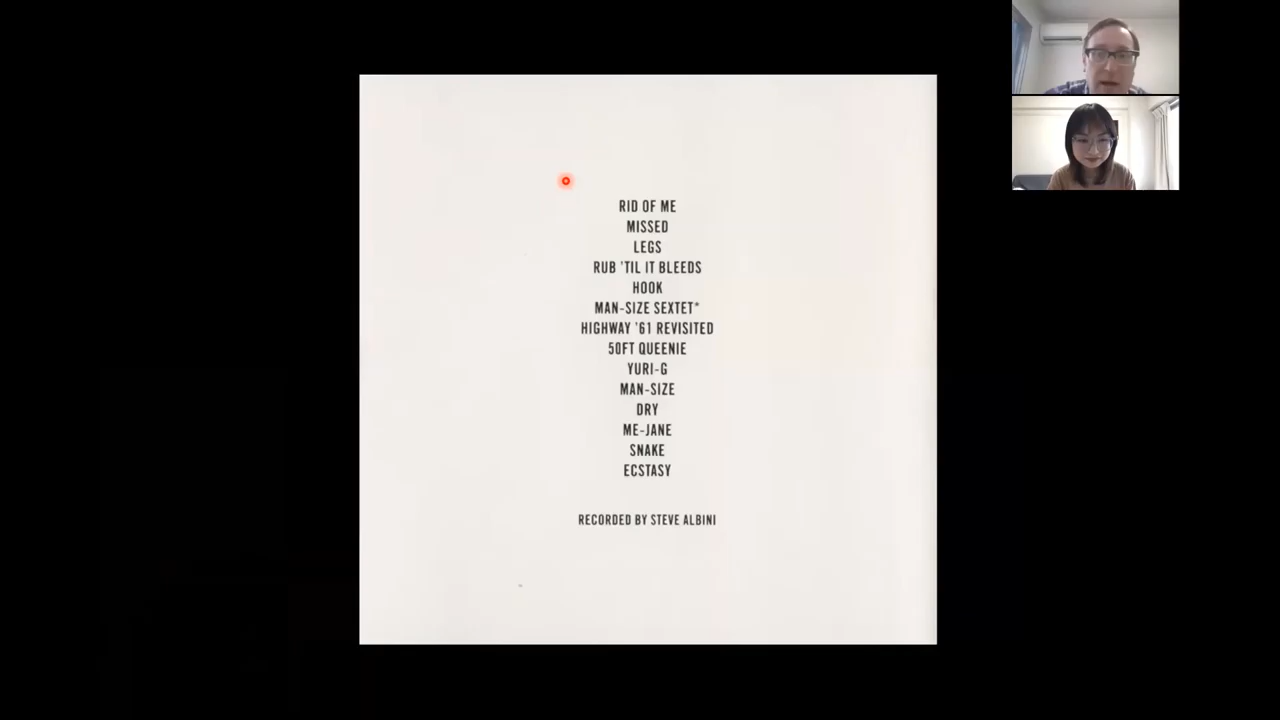 RID OF ME
MISSED
LEGS
RUB 'TIL IT BLEEDS
HOOK
MAN-SIZE SEXTET*
HIGHWAY '61 REVISITED
50FT QUEENIE
YURI-G
MAN-SIZE
DRY
ME-JANE
SNAKE
ECSTASY
RECORDED BY STEVE ALBINI